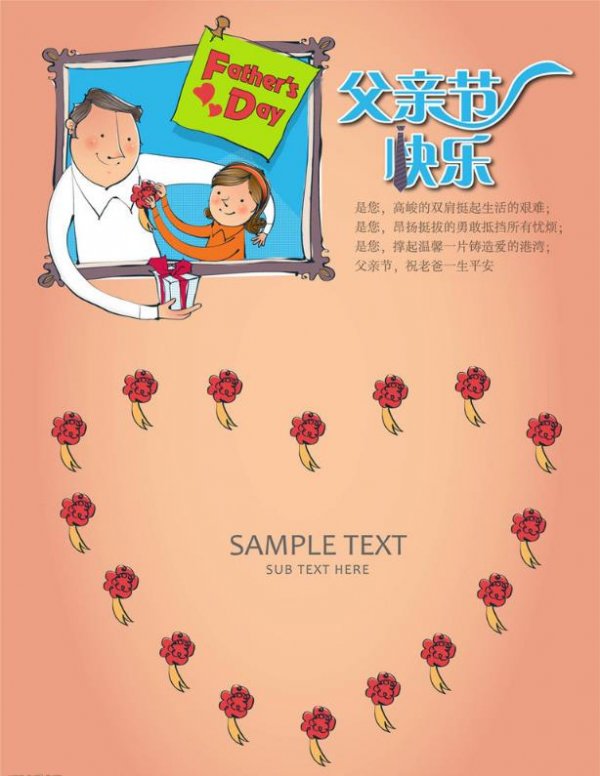 Father's
Day
父亲节
快乐
是您，高峻的双肩挺起生活的艰难；
是您，昂扬挺拔的勇敢抵挡所有忧烦；
是您，撑起温馨一片铸造爱的港湾；
父亲节，祝老爸一生平安
SAMPLE TEXT
SUB TEXT HERE